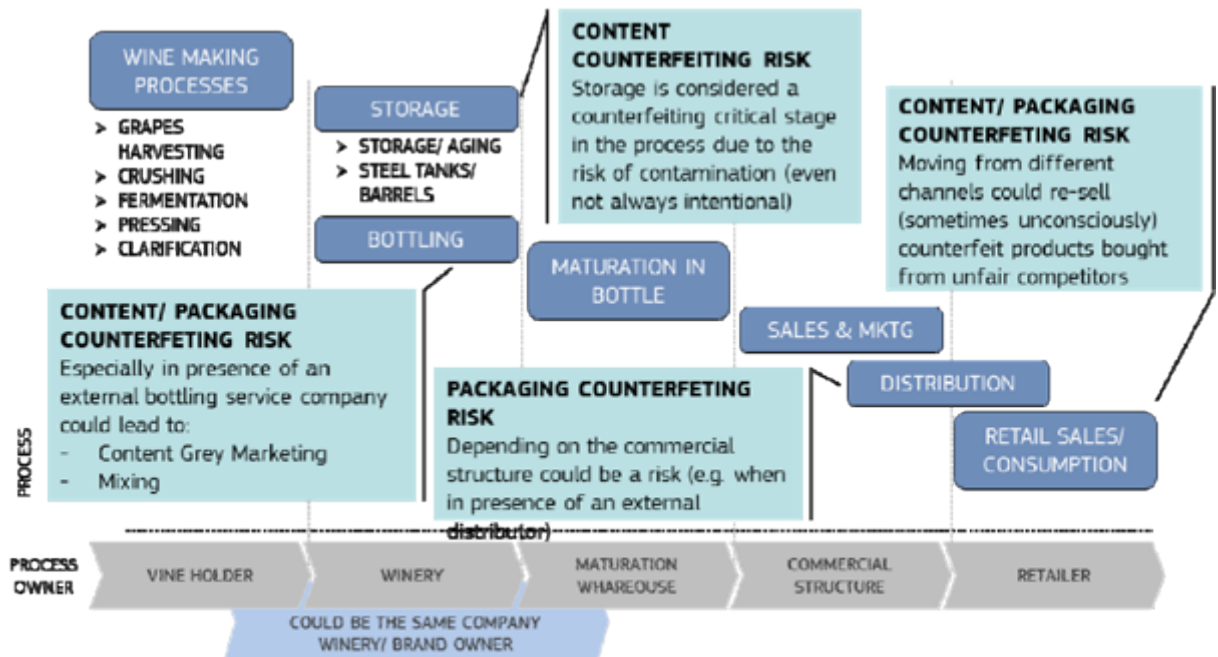 WINE MAKING
PROCESSES
➢ GRAPES
HARVESTING
➢ CRUSHING
➢ FERMENTATION
➢ PRESSING
➢ CLARIFICATION
STORAGE
➢ STORAGE/ AGING
➢ STEEL TANKS/
BARRELS
BOTTLING
CONTENT
COUNTERFEITING RISK
Storage is considered a
counterfeiting critical stage
in the process due to the
risk of contamination (even
not always intentional)
MATURATION IN
BOTTLE
CONTENT/ PACKAGING
COUNTERFETING RISK
Moving from different
channels could re-sell
(sometimes unconsciously)
counterfeit products bought
from unfair competitors
CONTENT/ PACKAGING
COUNTERFETING RISK
Especially in presence of an
external bottling service company
could lead to:
- Content Grey Marketing
- Mixing
SALES & MKTG
DISTRIBUTION
RETAIL SALES/
CONSUMPTION
PACKAGING COUNTERFETING
RISK
Depending on the commercial
structure could be a risk (e.g. when
in presence of an external
distributor)
PROCESS
PROCESS
OWNER
VINE HOLDER
WINERY
MATURATION
WHAREOUSE
COMMERCIAL
STRUCTURE
RETAILER
COULD BE THE SAME COMPANY
WINERY/ BRAND OWNER